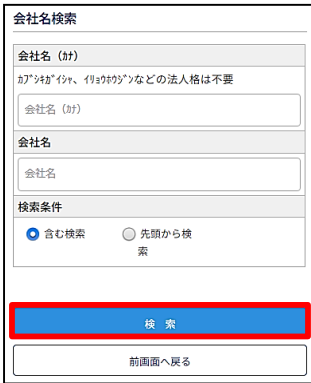 会社名検索
会社名（ｶﾅ）
ｶﾌﾞｼｷｶﾞｲｼｬ、ｲﾘｮｳﾎｳｼﾞﾝなどの法人格は不要
会社名（ｶﾅ）
会社名
会社名
検索条件
含む検索
先頭から検
索
検　索
前画面へ戻る